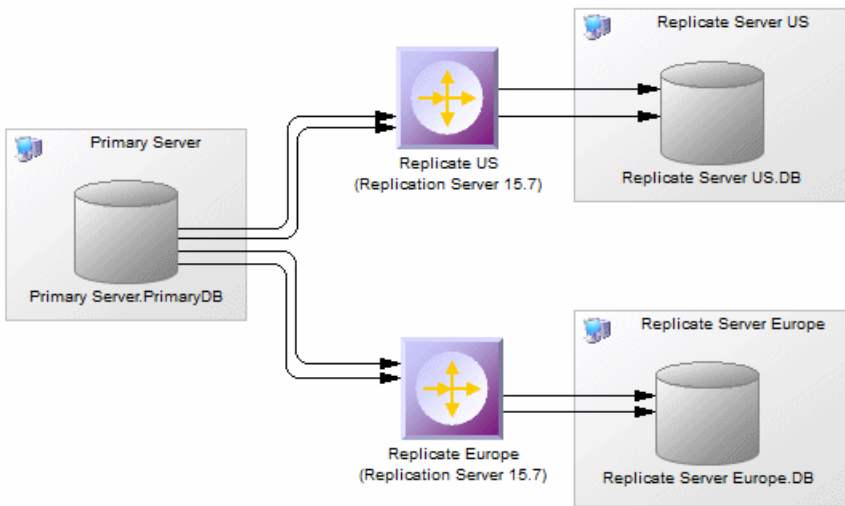 Replicate Server US
Primary Server
Replicate US
(Replication Server 15.7)
Replicate Server US.DB
Primary Server.PrimaryDB
Replicate Server Europe
Replicate Europe
(Replication Server 15.7)
Replicate Server Europe.DB